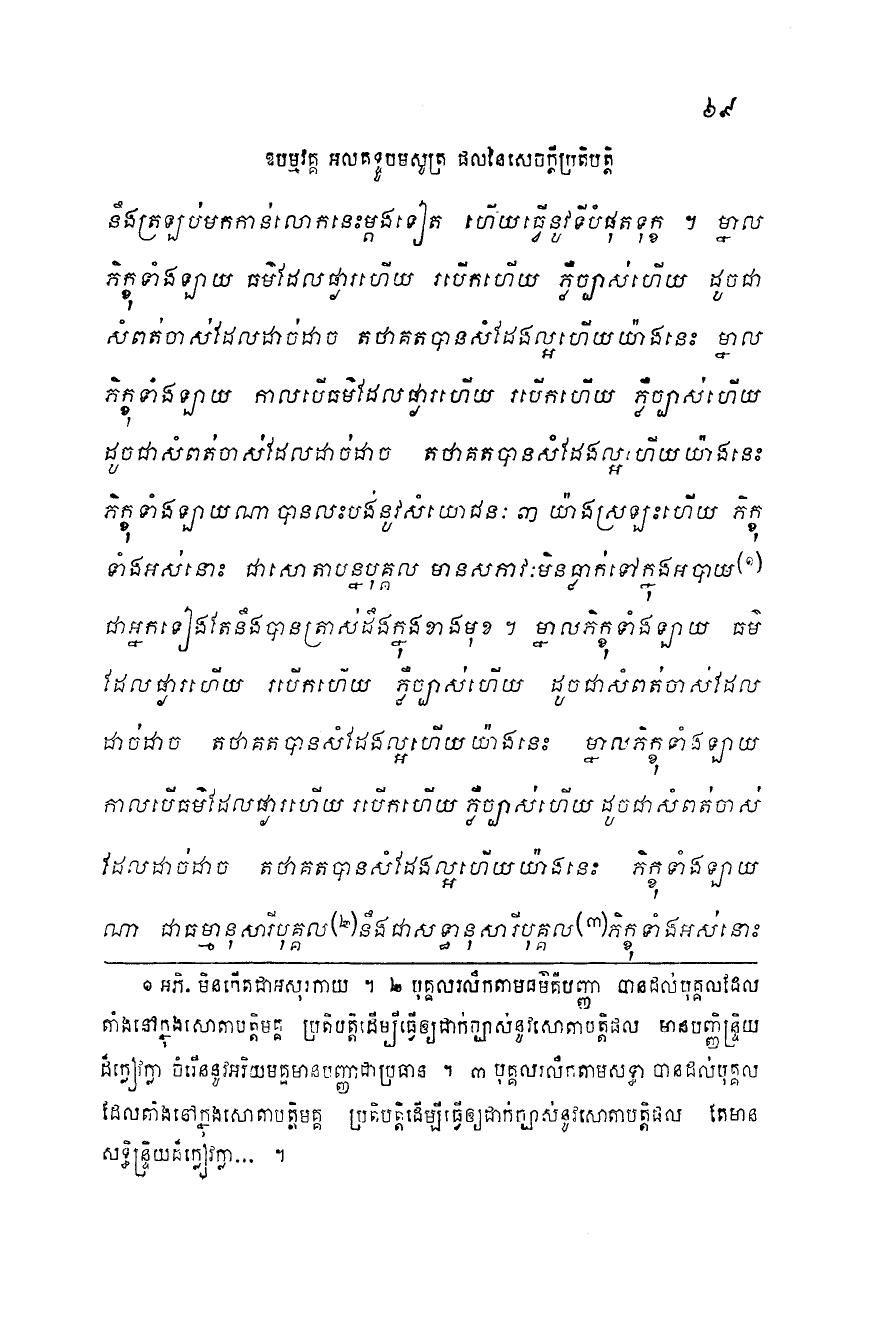 ៦៩
ឱបម្មវគ្គ អលគទ្ទូបមសូត្រ ផលនៃសេចក្តីប្រតិបត្តិ
នឹងត្រឡប់មកកាន់លោកនេះម្តងទៀត ហើយធ្វើនូវទីបំផុតទុក្ខ ។ ម្នាល
ភិក្ខុទាំងឡាយ ធម៌ដែលផ្ងារហើយ របើកហើយ ភ្លឺច្បាស់ហើយ ដូចជា
សំពត់ចាស់ដែលដាច់ដាច តថាគតបានសំដែងល្អហើយយ៉ាងនេះ ម្នាល
ភិក្ខុទាំងឡាយ កាលបើធម៌ដែលផ្ងារហើយ របើកហើយ ភ្លឺច្បាស់ហើយ
ដូចជាសំពត់ចាស់ដែលដាច់ដាច តថាគតបានសំដែងល្អហើយយ៉ាងនេះ
ភិក្ខុទាំងឡាយណា បានលះបង់នូវសំយោជនៈ ៣ យ៉ាងស្រឡះហើយ ភិក្ខុ
ទាំងអស់នោះ ជាសោតាបន្នបុគ្គល មានសភាវៈមិនធ្លាក់ទៅក្នុងអបាយ(១)
ជាអ្នកទៀងតែនឹងបានត្រាស់ដឹងក្នុងខាងមុខ ។ ម្នាលភិក្ខុទាំងឡាយ ធម៌
ដែលផ្ងារហើយ របើកហើយ ភ្លឺច្បាស់ហើយ ដូចជាសំពត់ចាស់ដែល
ដាច់ដាច តថាគតបានសំដែងល្អហើយយ៉ាងនេះ ម្នាលភិក្ខុទាំងឡាយ
កាលបើធម៌ដែលផ្ងារហើយ របើកហើយ ភ្លឺច្បាស់ហើយ ដូចជាសំពត់ចាស់
ដែលដាច់ដាច តថាគតបានសំដែងល្អហើយយ៉ាងនេះ ភិក្ខុទាំងឡាយ
ណា ជាធម្មានុសារីបុគ្គល(២)នឹងជាសទ្ធានុសារីបុគ្គល(៣)ភិក្ខុទាំងអស់នោះ
១ អភិ. មិនកើតជាអសុរកាយ ។ ២ បុគ្គលរលឹកតាមធម៌គឺបញ្ញា បានដល់បុគ្គលដែល
តាំងនៅក្នុងសោតាបត្តិមគ្គ ប្រតិបត្តិដើម្បីធ្វើឲ្យជាក់ច្បាស់នូវសោតាបត្តិផល មានបញ្ញិន្ទ្រិយ
ដ៏ក្លៀវក្លា ចំរើននូវអរិយមគ្គមានបញ្ញាជាប្រធាន ។ ៣ បុគ្គលរលឹកតាមសទ្ធា បានដល់បុគ្គល
ដែលតាំងនៅក្នុងសោតាបត្តិមគ្គ ប្រតិបត្តិដើម្បីធ្វើឲ្យជាក់ច្បាស់នូវសោតាបត្តិផល តែមាន
សទ្ធិន្ទ្រិយដ៏ក្លៀវក្លា... ។